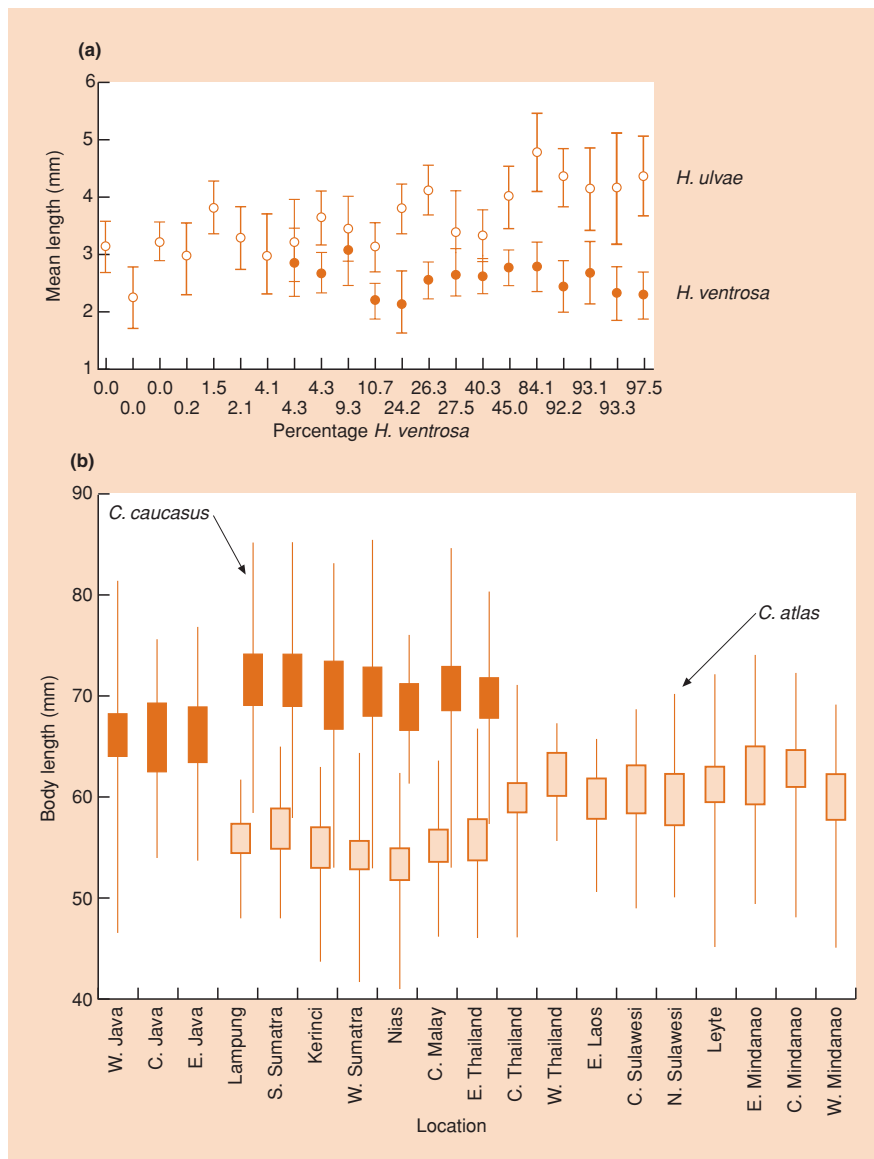 (a)
6
5
4
3
2
1
Mean length (mm)
H. ulvae
H. ventrosa
0.0 0.0 1.5 4.1 4.3 10.7 26.3 40.3 84.1 93.1 97.5
0.0 0.2 2.1 4.3 9.3 24.2 27.5 45.0 92.2 93.3
Percentage H. ventrosa
(b)
90
80
70
60
50
40
Body length (mm)
C. caucasus
C. atlas
W. Java
C. Java
E. Java
Lampung
S. Sumatra
Kerinci
W. Sumatra
Nias
C. Malay
E. Thailand
C. Thailand
W. Thailand
E. Laos
C. Sulawesi
N. Sulawesi
Leyte
E. Mindanao
C. Mindanao
W. Mindanao
Location